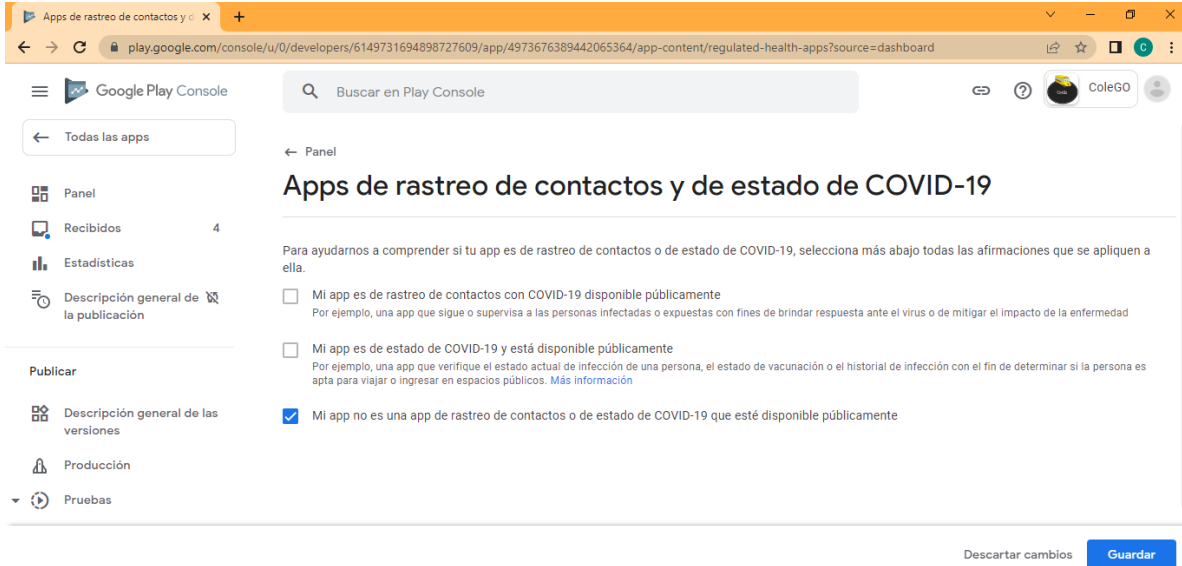 Apps de rastreo de contactos y d
play.google.com/console/u/0/developers/6149731694898727609/app/4973676389442065364/app-content/regulated-health-apps?source=dashboard
C
Google Play Console
Buscar en Play Console
ColeGO
Todas las apps
Panel
Apps de rastreo de contactos y de estado de COVID-19
Panel
Recibidos 4
Estadísticas
Descripción general de
la publicación
Publicar
Descripción general de las
versiones
Producción
Pruebas
Para ayudarnos a comprender si tu app es de rastreo de contactos o de estado de COVID-19, selecciona más abajo todas las afirmaciones que se apliquen a
ella.
Mi app es de rastreo de contactos con COVID-19 disponible públicamente
Por ejemplo, una app que sigue o supervisa a las personas infectadas o expuestas con fines de brindar respuesta ante el virus o de mitigar el impacto de la enfermedad
Mi app es de estado de COVID-19 y está disponible públicamente
Por ejemplo, una app que verifique el estado actual de infección de una persona, el estado de vacunación o el historial de infección con el fin de determinar si la persona es
apta para viajar o ingresar en espacios públicos. Más información
Mi app no es una app de rastreo de contactos o de estado de COVID-19 que esté disponible públicamente
Descartar cambios
Guardar